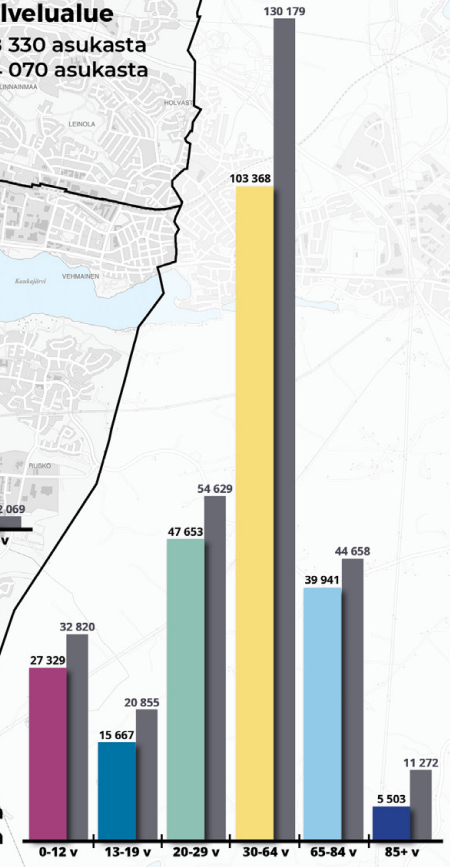 lvelualue
330 asukasta
070 asukasta
LINNAINMAA
HOLVAST
LEINOLA
Kaukajärvi
VEHMAINEN
RUSKO
2 069
v
130 179
103 368
54 629
47 653
44 658
39 941
32 820
27 329
20 855
15 667
11 272
5 503
0-12 v 13-19 v 20-29 v 30-64 v 65-84 v 85+ v